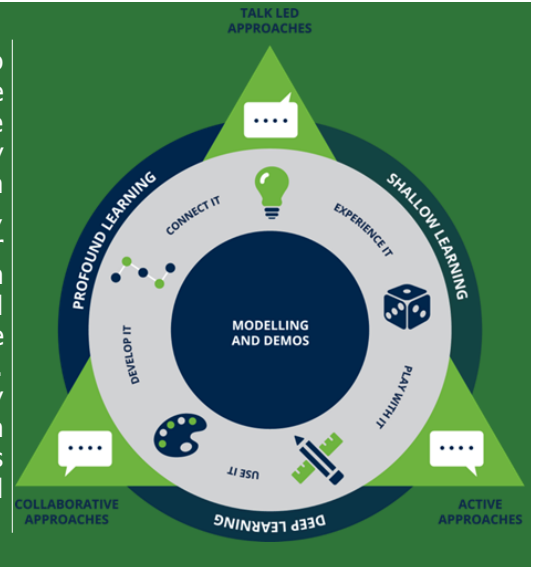 TALK LED
APPROACHES
PROFOUND LEARNING
SHALLOW LEARNING
CONNECT IT
EXPERIENCE IT
MODELLING
AND DEMOS
DEVELOP IT
PLAY WITH IT
USE IT
COLLABORATIVE
APPROACHES
ACTIVE
APPROACHES
DEEP LEARNING